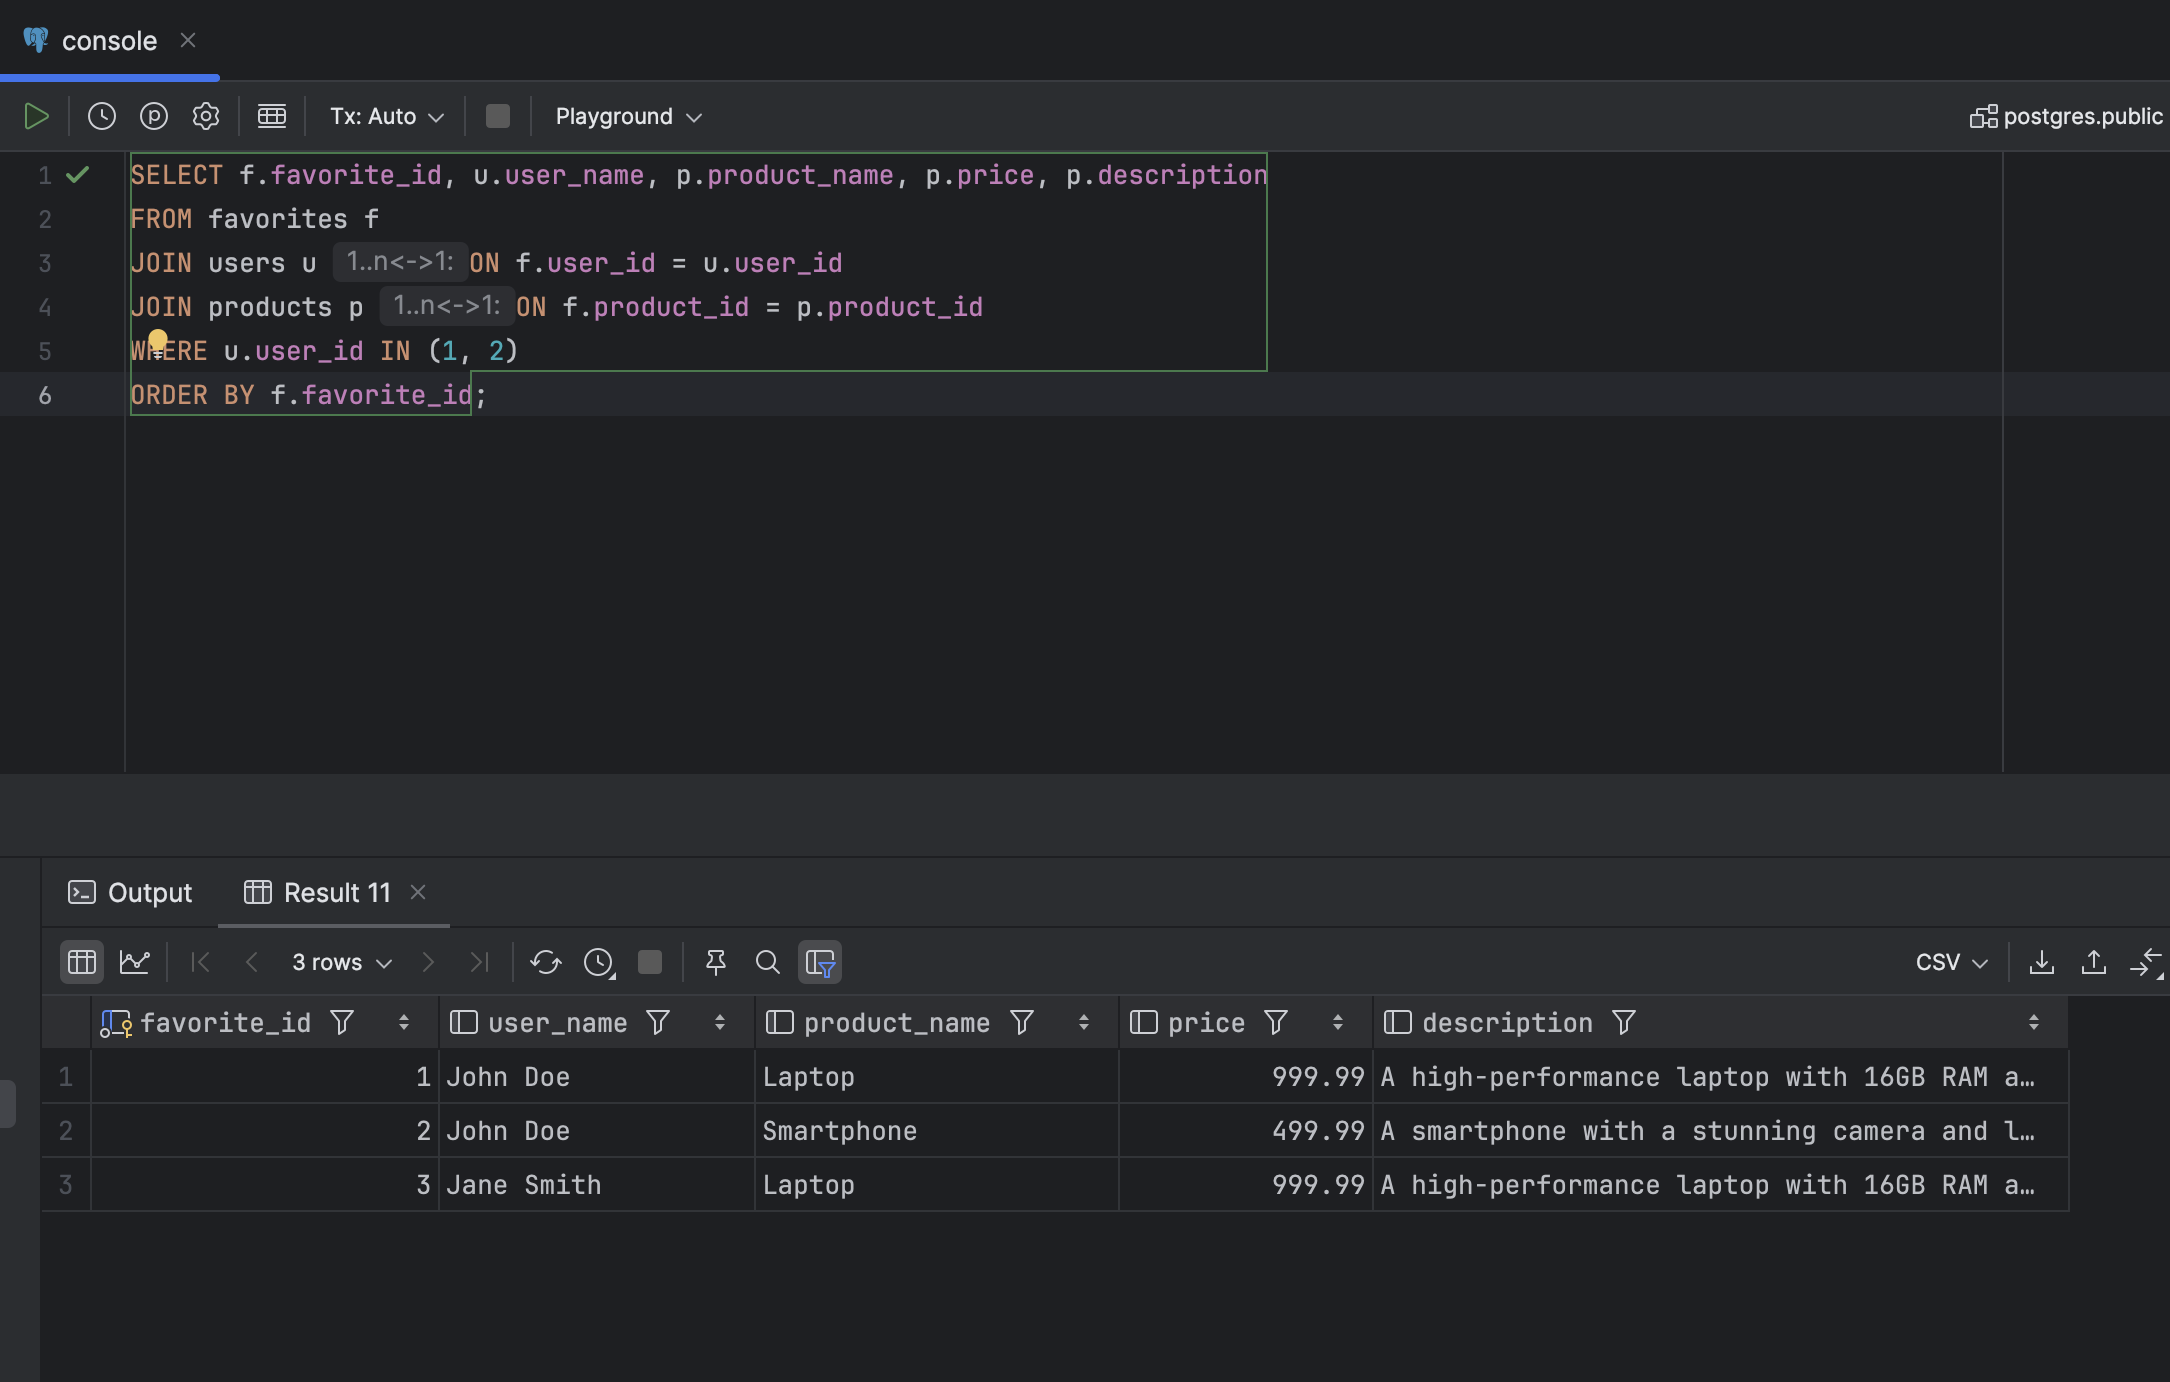 console
Tx: Auto
Playground
postgres.public
1 SELECT f.favorite_id, u.user_name, p.product_name, p.price, p.description
2 FROM favorites f
3 JOIN users u 1..n<->1: ON f.user_id = u.user_id
4 JOIN products p 1..n<->1: ON f.product_id = p.product_id
5 WHERE u.user_id IN (1, 2)
6 ORDER BY f.favorite_id;
Output
Result 11
3 rows
CSV
favorite_id user_name product_name price description
1 1 John Doe Laptop 999.99 A high-performance laptop with 16GB RAM a…
2 2 John Doe Smartphone 499.99 A smartphone with a stunning camera and l…
3 3 Jane Smith Laptop 999.99 A high-performance laptop with 16GB RAM a…